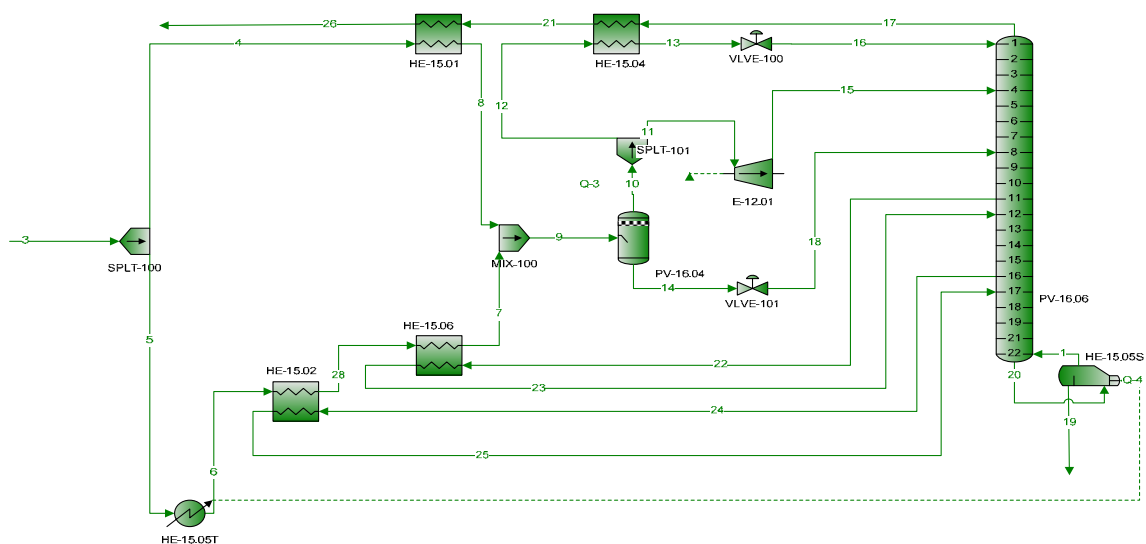 26
21
17
4
13
16
1
HE-15.01
HE-15.04
VLVE-100
2
3
15
4
8
12
5
11
6
SPLT-101
7
8
Q-3
10
9
E-12.01
10
11
12
3
9
18
13
SPLT-100
MIX-100
14
15
PV-16.04
16
14
17
PV-16.06
VLVE-101
18
7
19
HE-15.06
21
5
22
1
HE-15.05S
22
HE-15.02
28
20
Q-4
23
24
19
25
6
HE-15.05T